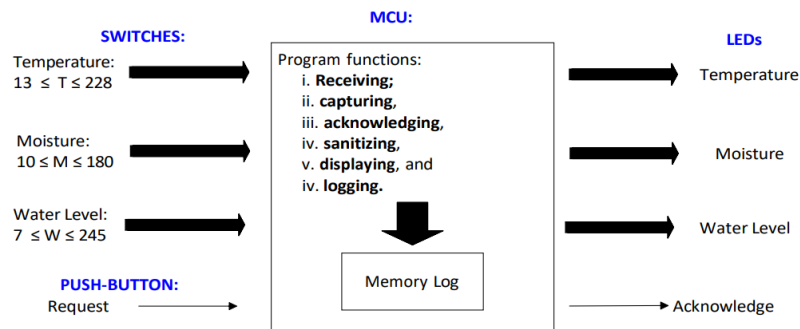 SWITCHES:
Temperature:
13 ≤ T ≤ 228
Moisture:
10 ≤ M ≤ 180
Water Level:
7 ≤ W ≤ 245
PUSH-BUTTON:
Request
MCU:
Program functions:
i. Receiving;
ii. capturing,
iii. acknowledging,
iv. sanitizing,
v. displaying, and
iv. logging.
Memory Log
LEDs
Temperature
Moisture
Water Level
Acknowledge